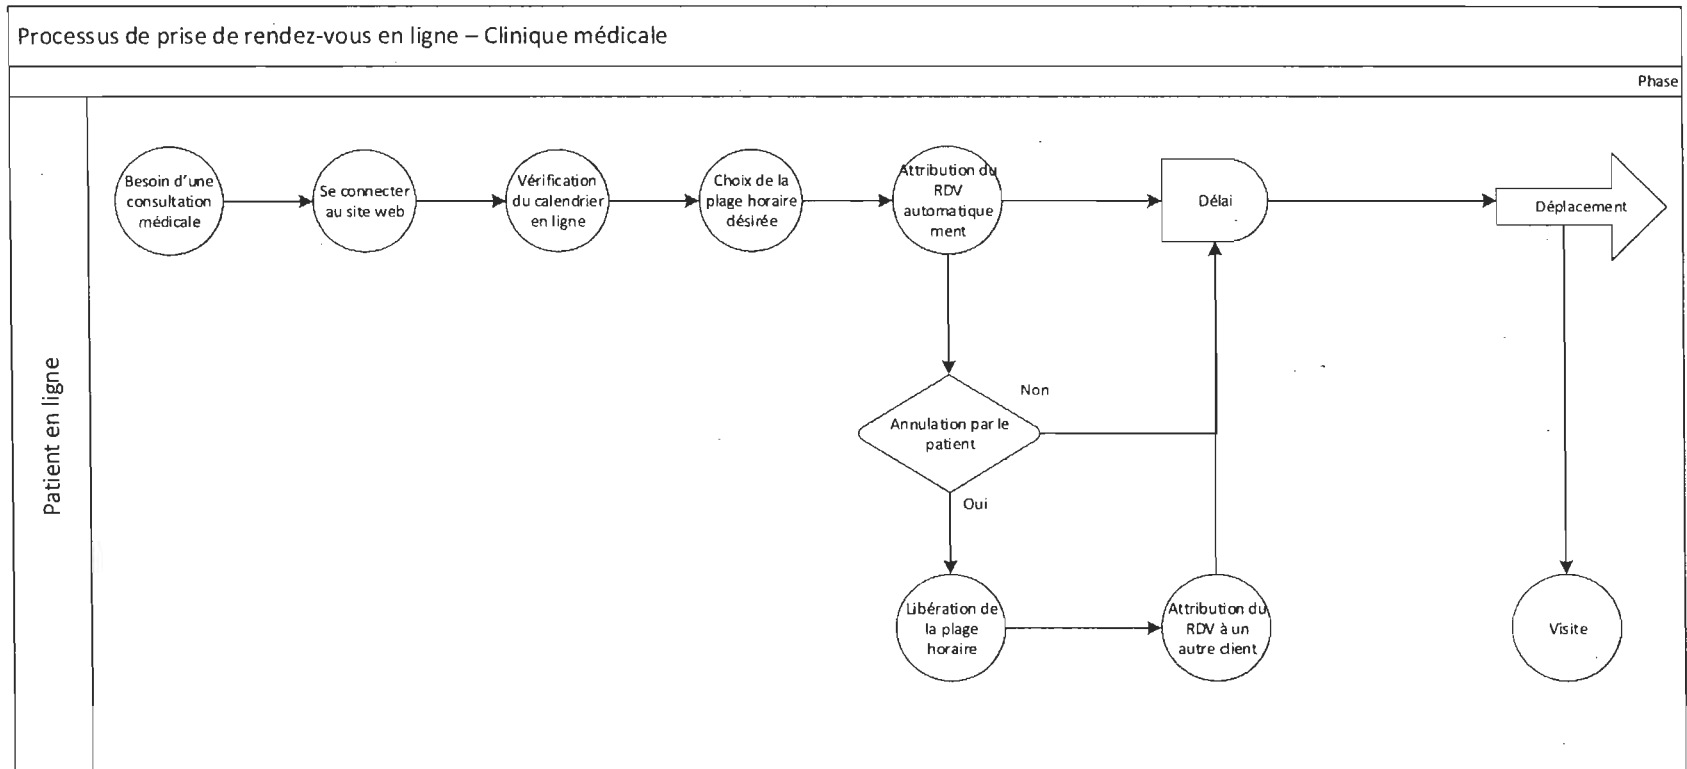 Processus de prise de rendez-vous en ligne – Clinique médicale
Phase
Patient en ligne
Besoin d'une
consultation
médicale
Se connecter
au site web
Vérification
du calendrier
en ligne
Choix de la
plage horaire
désirée
Attribution du
RDV
automatique
ment
Délai
Déplacement
Non
Annulation par le
patient
Oui
Libération de
la plage
horaire
Attribution du
RDV à un
autre client
Visite